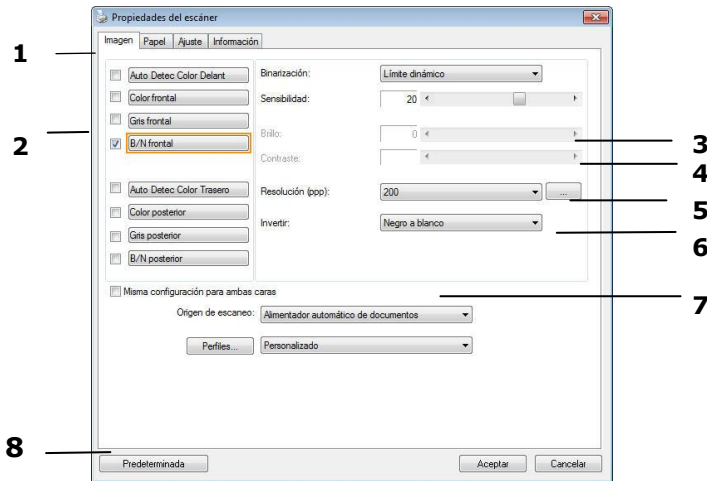 Propiedades del escáner
Imagen Papel Ajuste Información
1
Auto Detec Color Delant
Binarización: Límite dinámico
Color frontal
Sensibilidad: 20
Gris frontal
2
B/N frontal
Brillo: 0
3
Contraste:
4
Auto Detec Color Trasero
Resolución (ppp): 200 ...
5
Color posterior
Invertir: Negro a blanco
Gris posterior
6
B/N posterior
Misma configuración para ambas caras
7
Origen de escaneo: Alimentador automático de documentos
Perfiles... Personalizado
8
Predeterminada Aceptar Cancelar